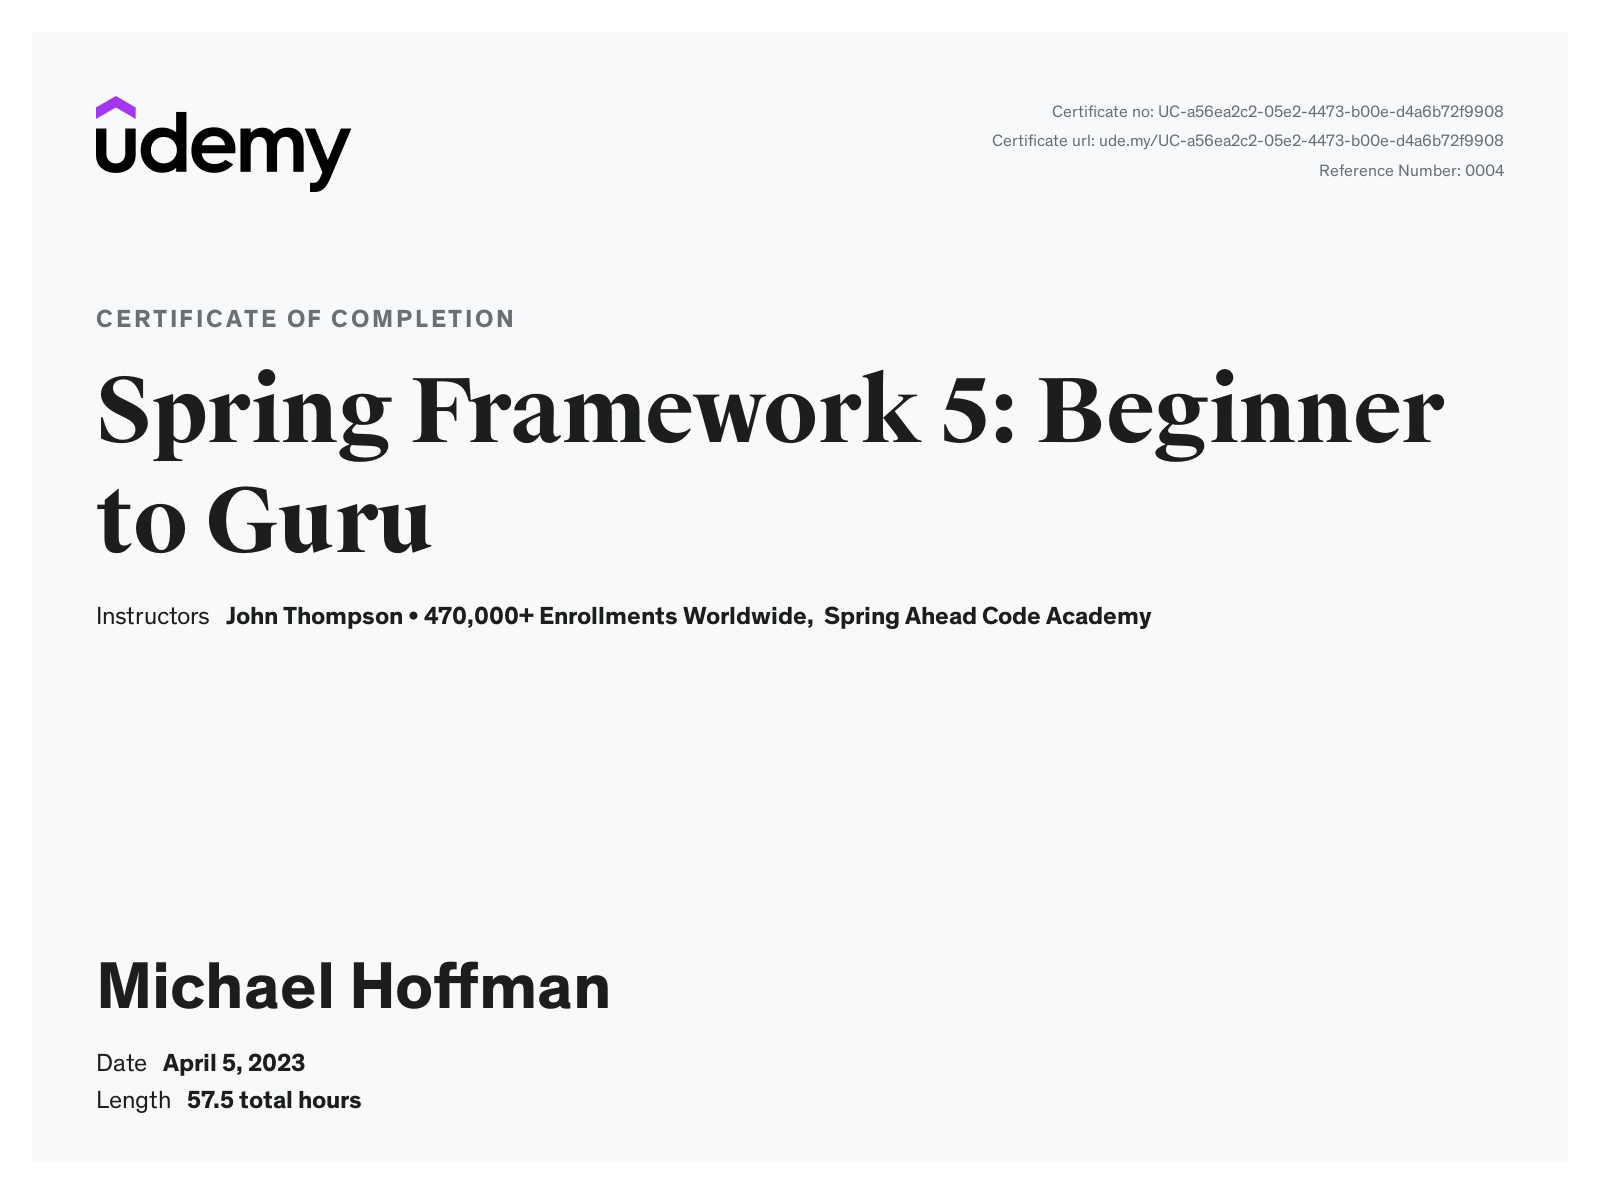 udemy
Certificate no: UC-a56ea2c2-05e2-4473-b00e-d4a6b72f9908
Certificate url: ude.my/UC-a56ea2c2-05e2-4473-b00e-d4a6b72f9908
Reference Number: 0004
CERTIFICATE OF COMPLETION
Spring Framework 5: Beginner
to Guru
Instructors John Thompson • 470,000+ Enrollments Worldwide, Spring Ahead Code Academy
Michael Hoffman
Date April 5, 2023
Length 57.5 total hours